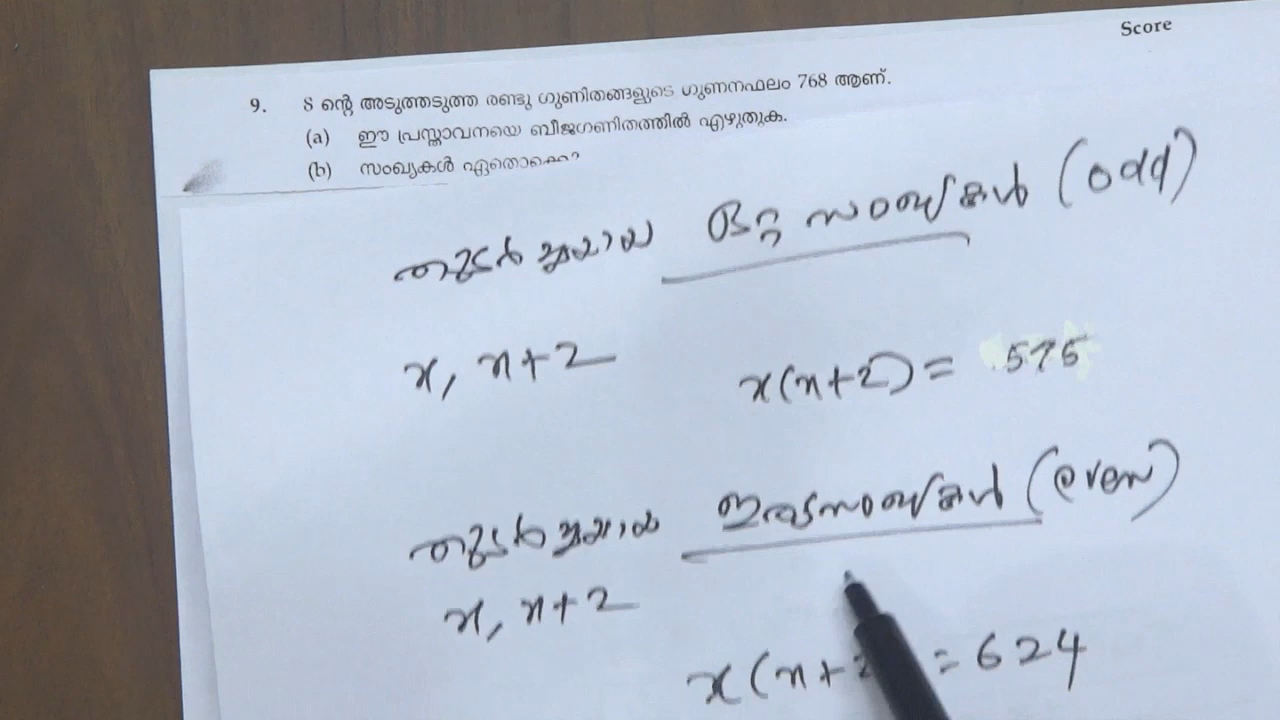 Score
9. 8 ന്റെ അടുത്തടുത്ത രണ്ടു ഗുണിതങ്ങളുടെ ഗുണനഫലം 768 ആണ്.
(a) ഈ പ്രസ്താവനയെ ബീജഗണിതത്തിൽ എഴുതുക.
(b) സംഖ്യകൾ ഏതൊക്കെ?
തുടർച്ചയായ ഒറ്റ സംഖ്യകൾ (odd)
x, x+2 x(x+2) = 575
തുടർച്ചയായ ഇരട്ടസംഖ്യകൾ (even)
x, x+2
x(x+2 = 624